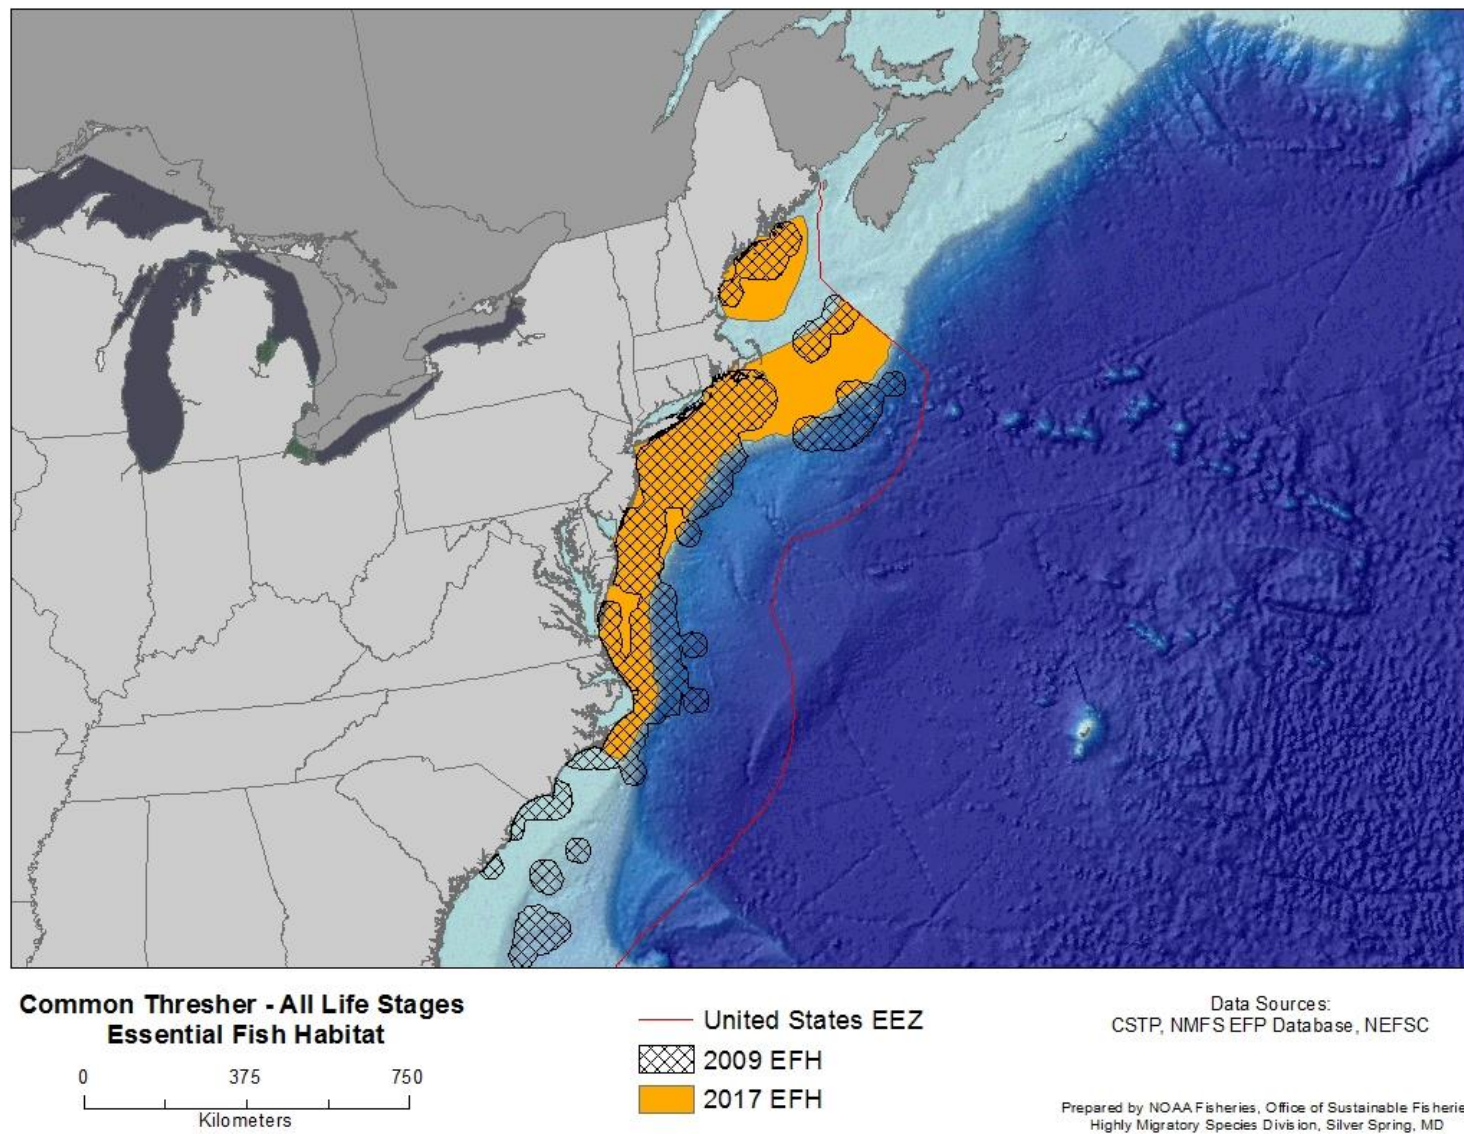 Common Thresher - All Life Stages
Essential Fish Habitat
0 375 750
Kilometers
United States EEZ
2009 EFH
2017 EFH
Data Sources:
CSTP, NMFS EFP Database, NEFSC
Prepared by NOAA Fisheries, Office of Sustainable Fisherie
Highly Migratory Species Division, Silver Spring, MD